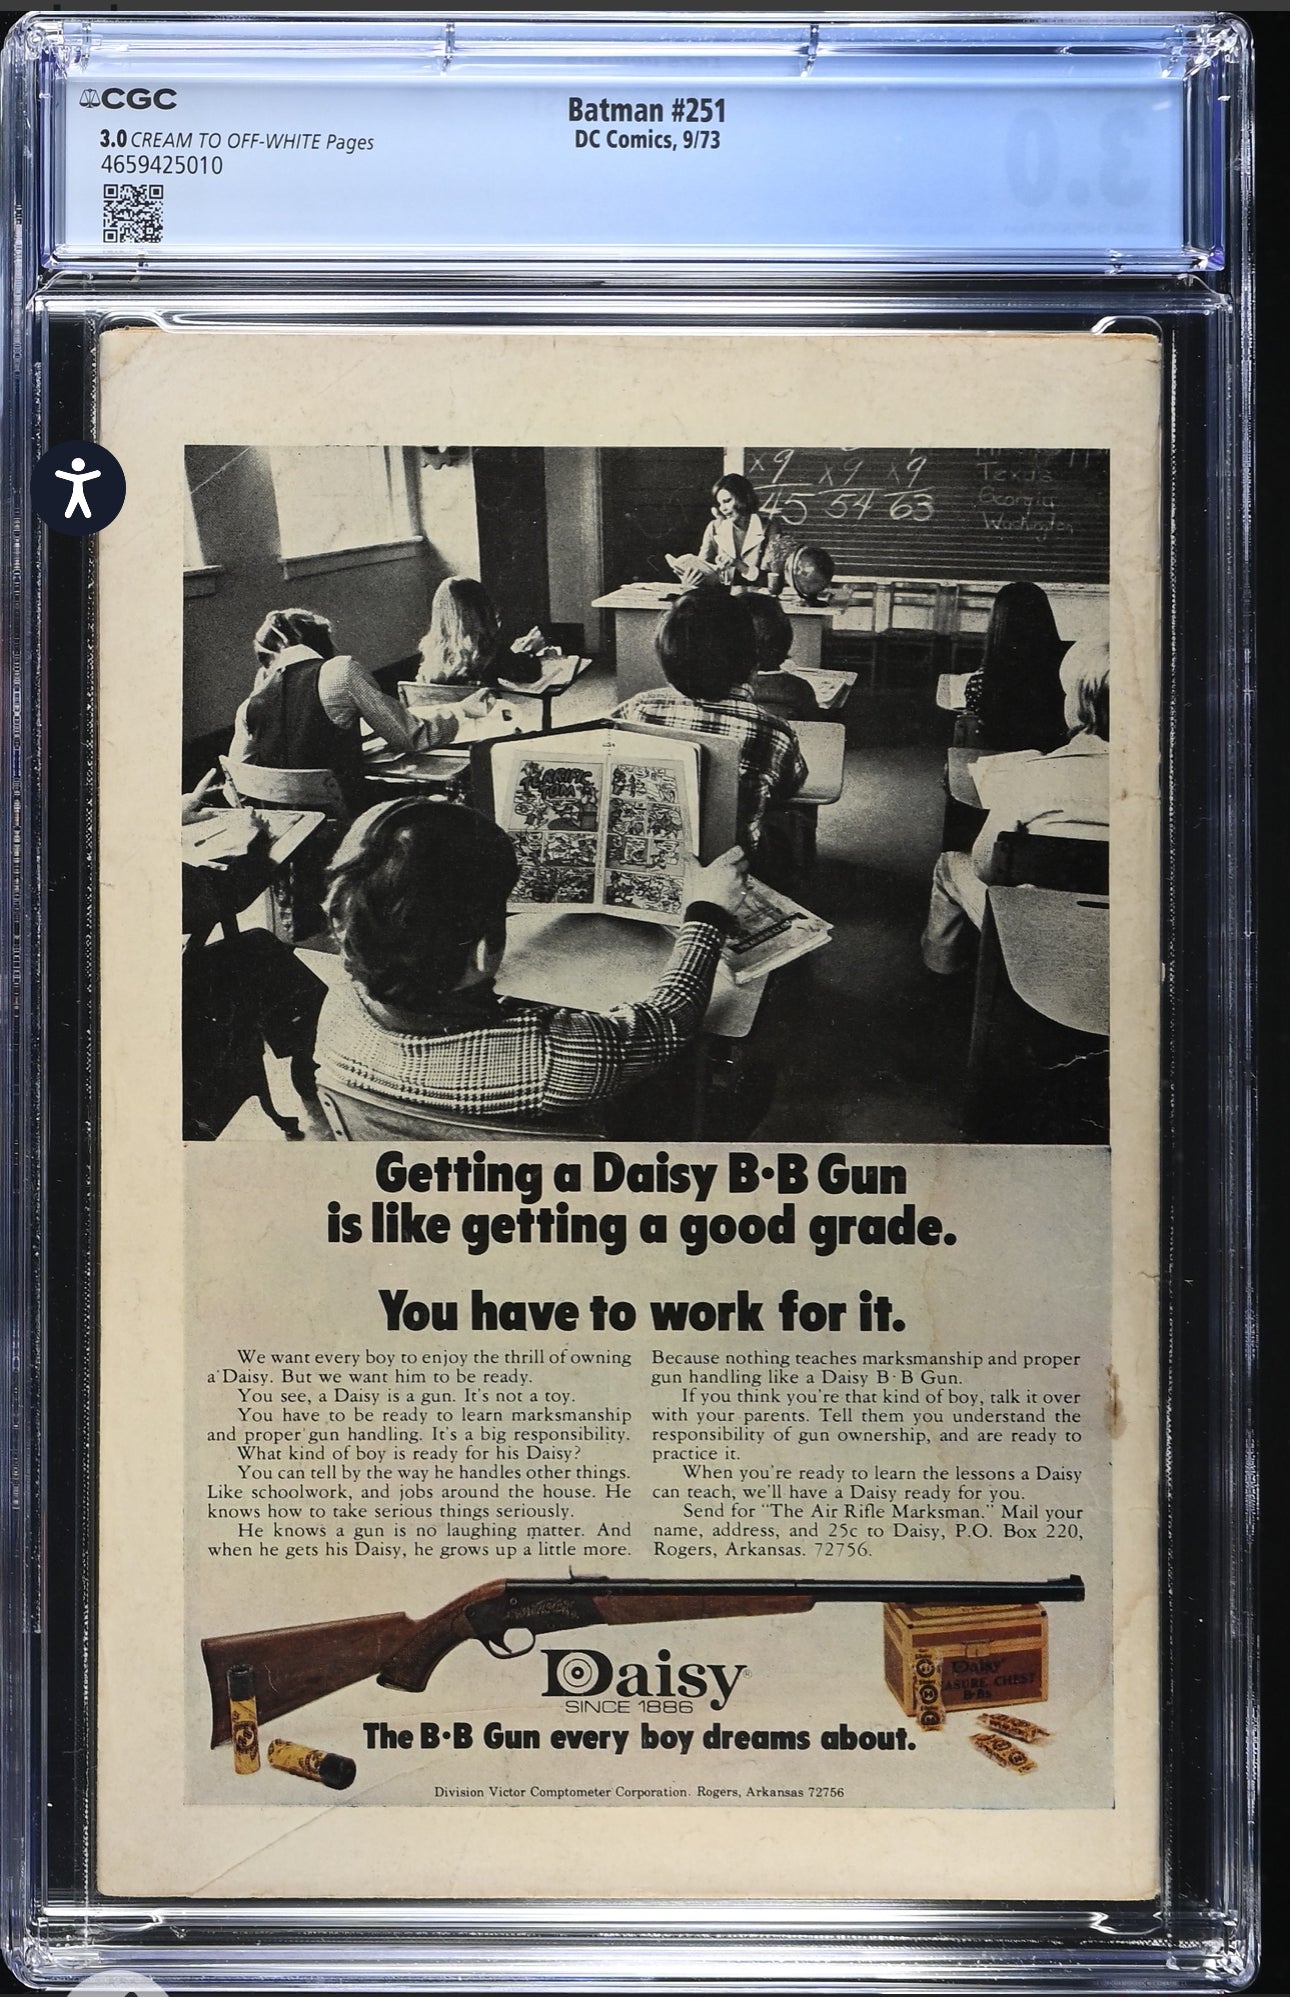 CGC
Batman #251
3.0 CREAM TO OFF-WHITE Pages
DC Comics, 9/73
4659425010
3.0
x9 x9 x9
45 54 63
Texas
Georgia
Washington
TERRIFIC
TOM
Getting a Daisy B·B Gun
is like getting a good grade.
You have to work for it.
We want every boy to enjoy the thrill of owning
a Daisy. But we want him to be ready.
You see, a Daisy is a gun. It's not a toy.
You have to be ready to learn marksmanship
and proper gun handling. It's a big responsibility.
What kind of boy is ready for his Daisy?
You can tell by the way he handles other things.
Like schoolwork, and jobs around the house. He
knows how to take serious things seriously.
He knows a gun is no laughing matter. And
when he gets his Daisy, he grows up a little more.
Because nothing teaches marksmanship and proper
gun handling like a Daisy B·B Gun.
If you think you're that kind of boy, talk it over
with your parents. Tell them you understand the
responsibility of gun ownership, and are ready to
practice it.
When you're ready to learn the lessons a Daisy
can teach, we'll have a Daisy ready for you.
Send for "The Air Rifle Marksman." Mail your
name, address, and 25c to Daisy, P.O. Box 220,
Rogers, Arkansas. 72756.
Daisy®
SINCE 1886
Daisy
CHEST
B·Bs
The B·B Gun every boy dreams about.
Division Victor Comptometer Corporation. Rogers, Arkansas 72756